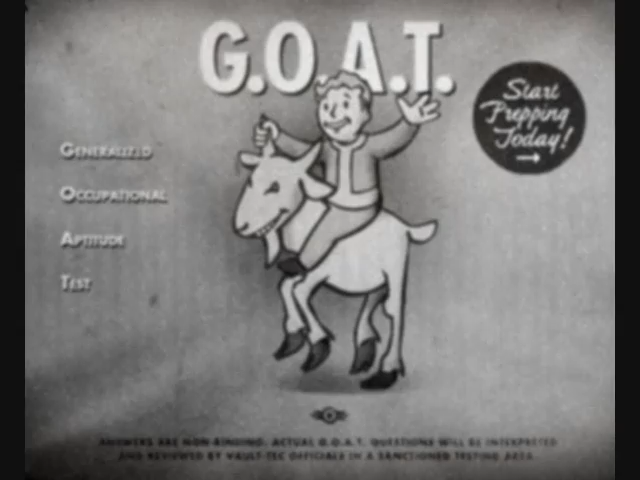 G.O.A.T.
Start
Prepping
Today!
GENERALIZED
OCCUPATIONAL
APTITUDE
TEST
ANSWERS ARE NON-BINDING. ACTUAL G.O.A.T. QUESTIONS WILL BE INTERPRETED
AND REVIEWED BY VAULT-TEC OFFICIALS IN A SANCTIONED TESTING AREA.